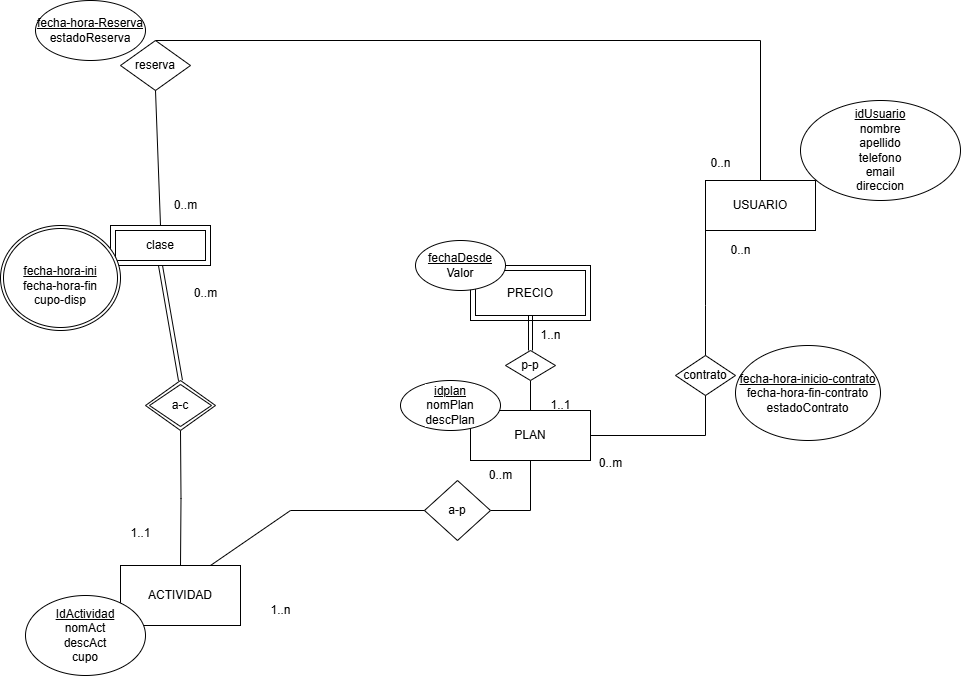 fecha-hora-Reserva
estadoReserva
reserva
idUsuario
nombre
apellido
telefono
email
direccion
0..n
USUARIO
0..m
clase
0..n
fecha-hora-ini
fecha-hora-fin
cupo-disp
fechaDesde
Valor
PRECIO
0..m
1..n
p-p
contrato
fecha-hora-inicio-contrato
fecha-hora-fin-contrato
estadoContrato
idplan
nomPlan
descPlan
a-c
1..1
PLAN
0..m
0..m
a-p
1..1
ACTIVIDAD
1..n
IdActividad
nomAct
descAct
cupo